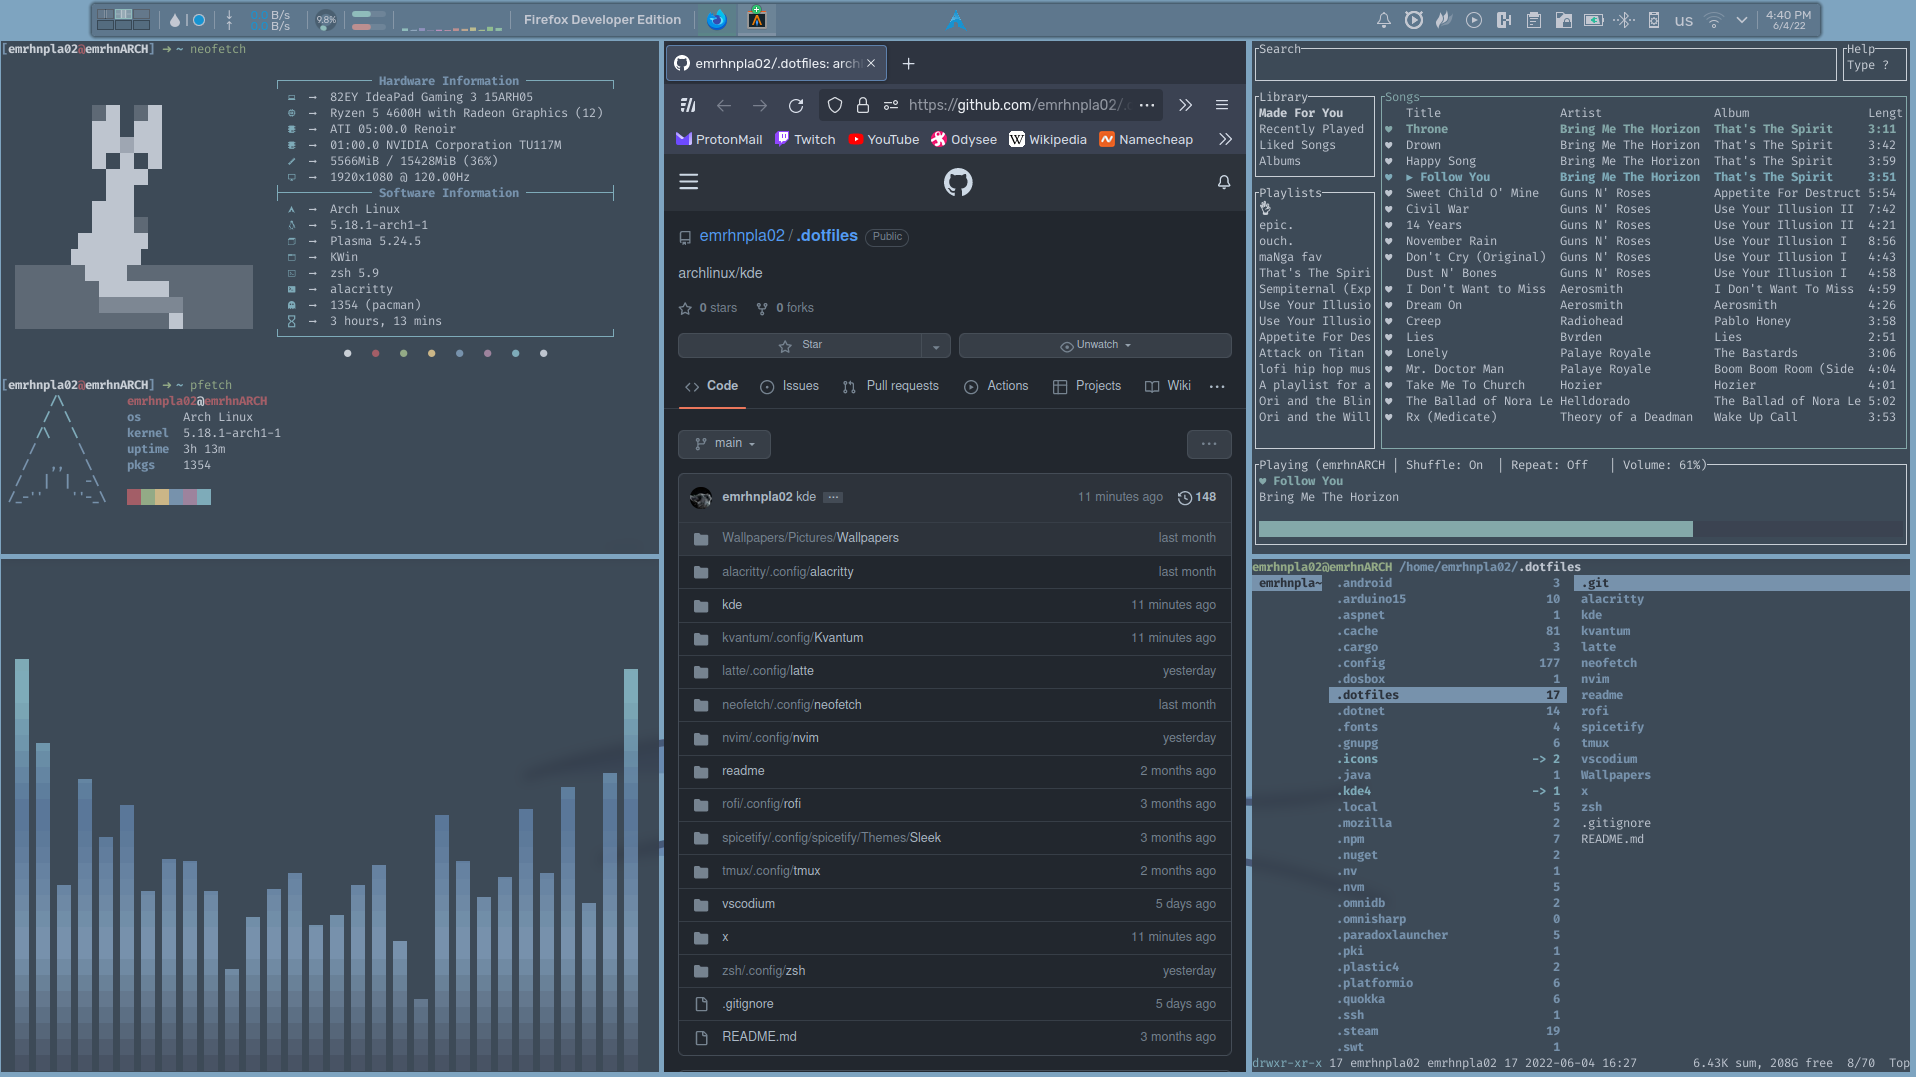 B/s
B/s
9.8%
Firefox Developer Edition
us
4:40 PM
6/4/22
[emrhnpla02@emrhnARCH] → ~ neofetch
Hardware Information
→ 82EY IdeaPad Gaming 3 15ARH05
→ Ryzen 5 4600H with Radeon Graphics (12)
→ ATI 05:00.0 Renoir
→ 01:00.0 NVIDIA Corporation TU117M
→ 5566MiB / 15428MiB (36%)
→ 1920x1080 @ 120.00Hz
Software Information
→ Arch Linux
→ 5.18.1-arch1-1
→ Plasma 5.24.5
→ KWin
→ zsh 5.9
→ alacritty
→ 1354 (pacman)
→ 3 hours, 13 mins
[emrhnpla02@emrhnARCH] → ~ pfetch
emrhnpla02@emrhnARCH
os Arch Linux
kernel 5.18.1-arch1-1
uptime 3h 13m
pkgs 1354
emrhnpla02/.dotfiles: arch
https://github.com/emrhnpla02/.
ProtonMail Twitch YouTube Odysee Wikipedia Namecheap
emrhnpla02 / .dotfiles Public
archlinux/kde
0 stars 0 forks
Star Unwatch
Code Issues Pull requests Actions Projects Wiki ...
main ...
emrhnpla02 kde ... 11 minutes ago 148
Wallpapers/Pictures/Wallpapers last month
alacritty/.config/alacritty last month
kde 11 minutes ago
kvantum/.config/Kvantum 11 minutes ago
latte/.config/latte yesterday
neofetch/.config/neofetch last month
nvim/.config/nvim yesterday
readme 2 months ago
rofi/.config/rofi 3 months ago
spicetify/.config/spicetify/Themes/Sleek 3 months ago
tmux/.config/tmux 2 months ago
vscodium 5 days ago
x 11 minutes ago
zsh/.config/zsh yesterday
.gitignore 5 days ago
README.md 3 months ago
Search
Help
Type ?
Library
Made For You
Recently Played
Liked Songs
Albums
Playlists
epic.
ouch.
maNga fav
That's The Spiri
Sempiternal (Exp
Use Your Illusio
Use Your Illusio
Appetite For Des
Attack on Titan
lofi hip hop mus
A playlist for a
Ori and the Blin
Ori and the Will
Songs
Title Artist Album Lengt
♥ Throne Bring Me The Horizon That's The Spirit 3:11
♥ Drown Bring Me The Horizon That's The Spirit 3:42
♥ Happy Song Bring Me The Horizon That's The Spirit 3:59
♥ ▶ Follow You Bring Me The Horizon That's The Spirit 3:51
♥ Sweet Child O' Mine Guns N' Roses Appetite For Destruct 5:54
♥ Civil War Guns N' Roses Use Your Illusion II 7:42
♥ 14 Years Guns N' Roses Use Your Illusion II 4:21
♥ November Rain Guns N' Roses Use Your Illusion I 8:56
♥ Don't Cry (Original) Guns N' Roses Use Your Illusion I 4:43
Dust N' Bones Guns N' Roses Use Your Illusion I 4:58
♥ I Don't Want to Miss Aerosmith I Don't Want To Miss 4:59
♥ Dream On Aerosmith Aerosmith 4:26
♥ Creep Radiohead Pablo Honey 3:58
♥ Lies Bvrden Lies 2:51
♥ Lonely Palaye Royale The Bastards 3:06
♥ Mr. Doctor Man Palaye Royale Boom Boom Room (Side 4:04
♥ Take Me To Church Hozier Hozier 4:01
♥ The Ballad of Nora Le Helldorado The Ballad of Nora Le 5:02
♥ Rx (Medicate) Theory of a Deadman Wake Up Call 3:53
Playing (emrhnARCH | Shuffle: On | Repeat: Off | Volume: 61%)
♥ Follow You
Bring Me The Horizon
emrhnpla02@emrhnARCH /home/emrhnpla02/.dotfiles
emrhnpla~
.android 3
.arduino15 10
.aspnet 1
.cache 81
.cargo 3
.config 177
.dosbox 1
.dotfiles 17
.dotnet 14
.fonts 4
.gnupg 6
.icons -> 2
.java 1
.kde4 -> 1
.local 5
.mozilla 2
.npm 7
.nuget 2
.nv 1
.nvm 5
.omnidb 2
.omnisharp 0
.paradoxlauncher 5
.pki 1
.plastic4 2
.platformio 6
.quokka 6
.ssh 1
.steam 19
.swt 1
.git
alacritty
kde
kvantum
latte
neofetch
nvim
readme
rofi
spicetify
tmux
vscodium
Wallpapers
x
zsh
.gitignore
README.md
drwxr-xr-x 17 emrhnpla02 emrhnpla02 17 2022-06-04 16:27 6.43K sum, 208G free 8/70 Top